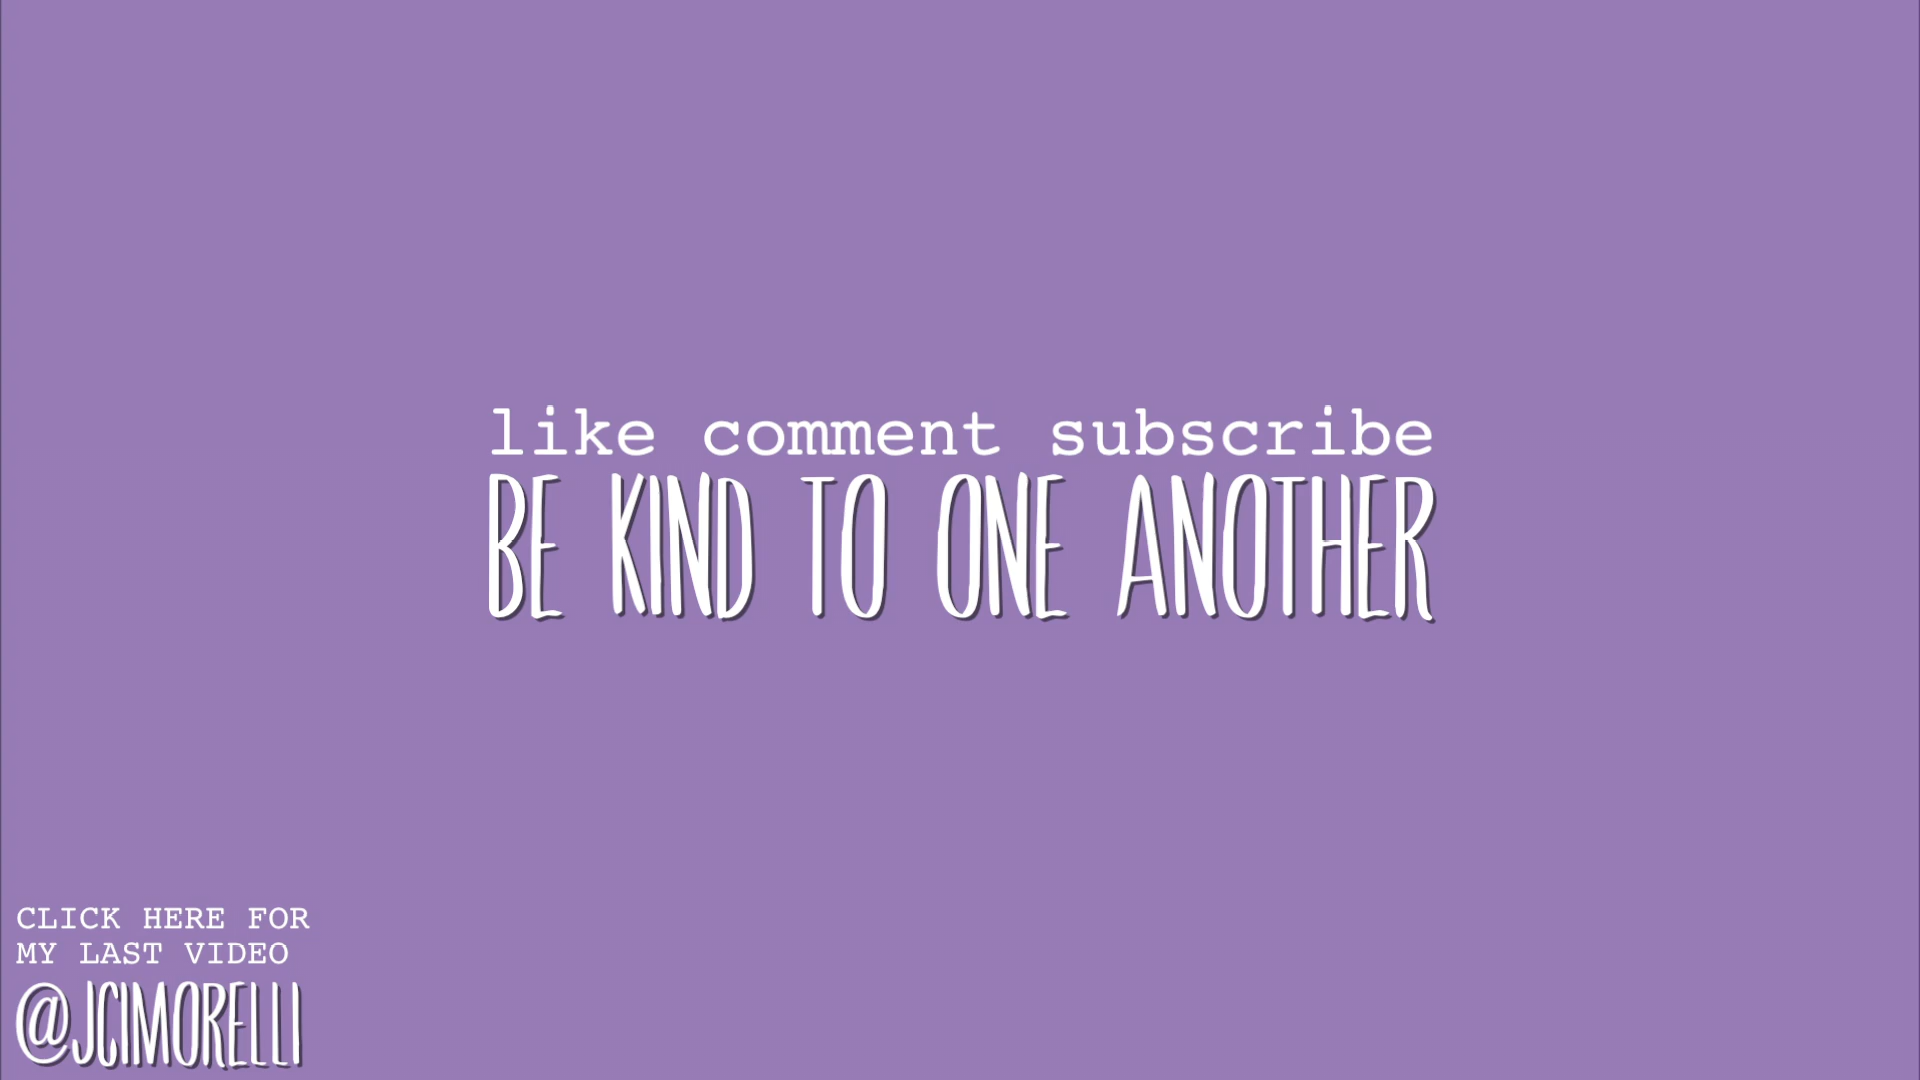 like comment subscribe
BE KIND TO ONE ANOTHER
CLICK HERE FOR
MY LAST VIDEO
@JCIMORELLI